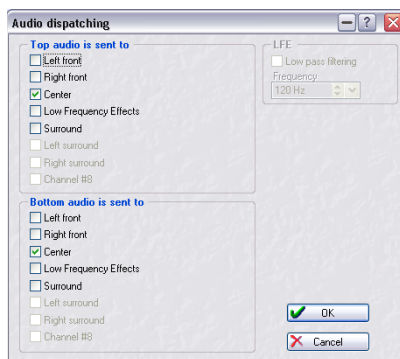 Audio dispatching
Top audio is sent to
Left front
Right front
Center
Low Frequency Effects
Surround
Left surround
Right surround
Channel #8
LFE
Low pass filtering
Frequency
120 Hz
Bottom audio is sent to
Left front
Right front
Center
Low Frequency Effects
Surround
Left surround
Right surround
Channel #8
OK
Cancel